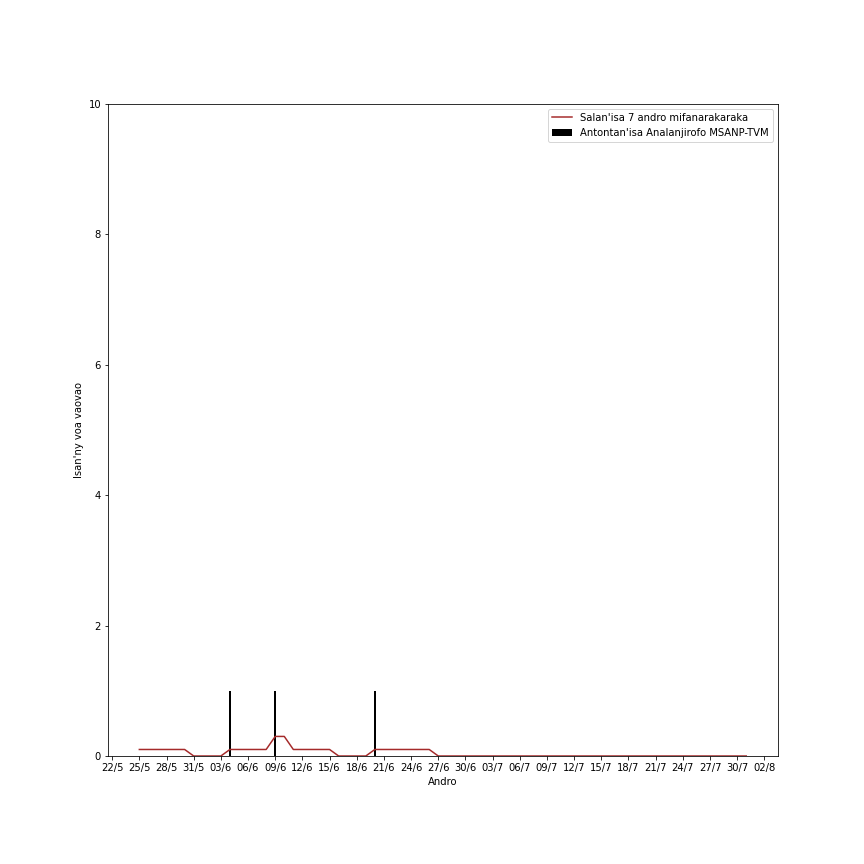 Salan'isa 7 andro mifanarakaraka
Antontan'isa Analanjirofo MSANP-TVM
10
8
6
4
2
0
Isan'ny voa vaovao
22/5 25/5 28/5 31/5 03/6 06/6 09/6 12/6 15/6 18/6 21/6 24/6 27/6 30/6 03/7 06/7 09/7 12/7 15/7 18/7 21/7 24/7 27/7 30/7 02/8
Andro